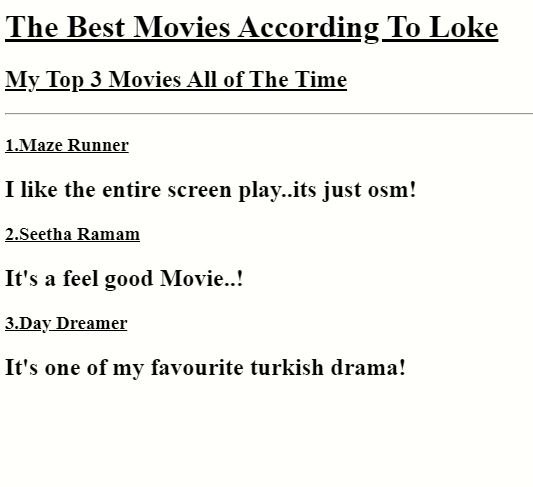 The Best Movies According To Loke
My Top 3 Movies All of The Time
1.Maze Runner
I like the entire screen play..its just osm!
2.Seetha Ramam
It's a feel good Movie..!
3.Day Dreamer
It's one of my favourite turkish drama!